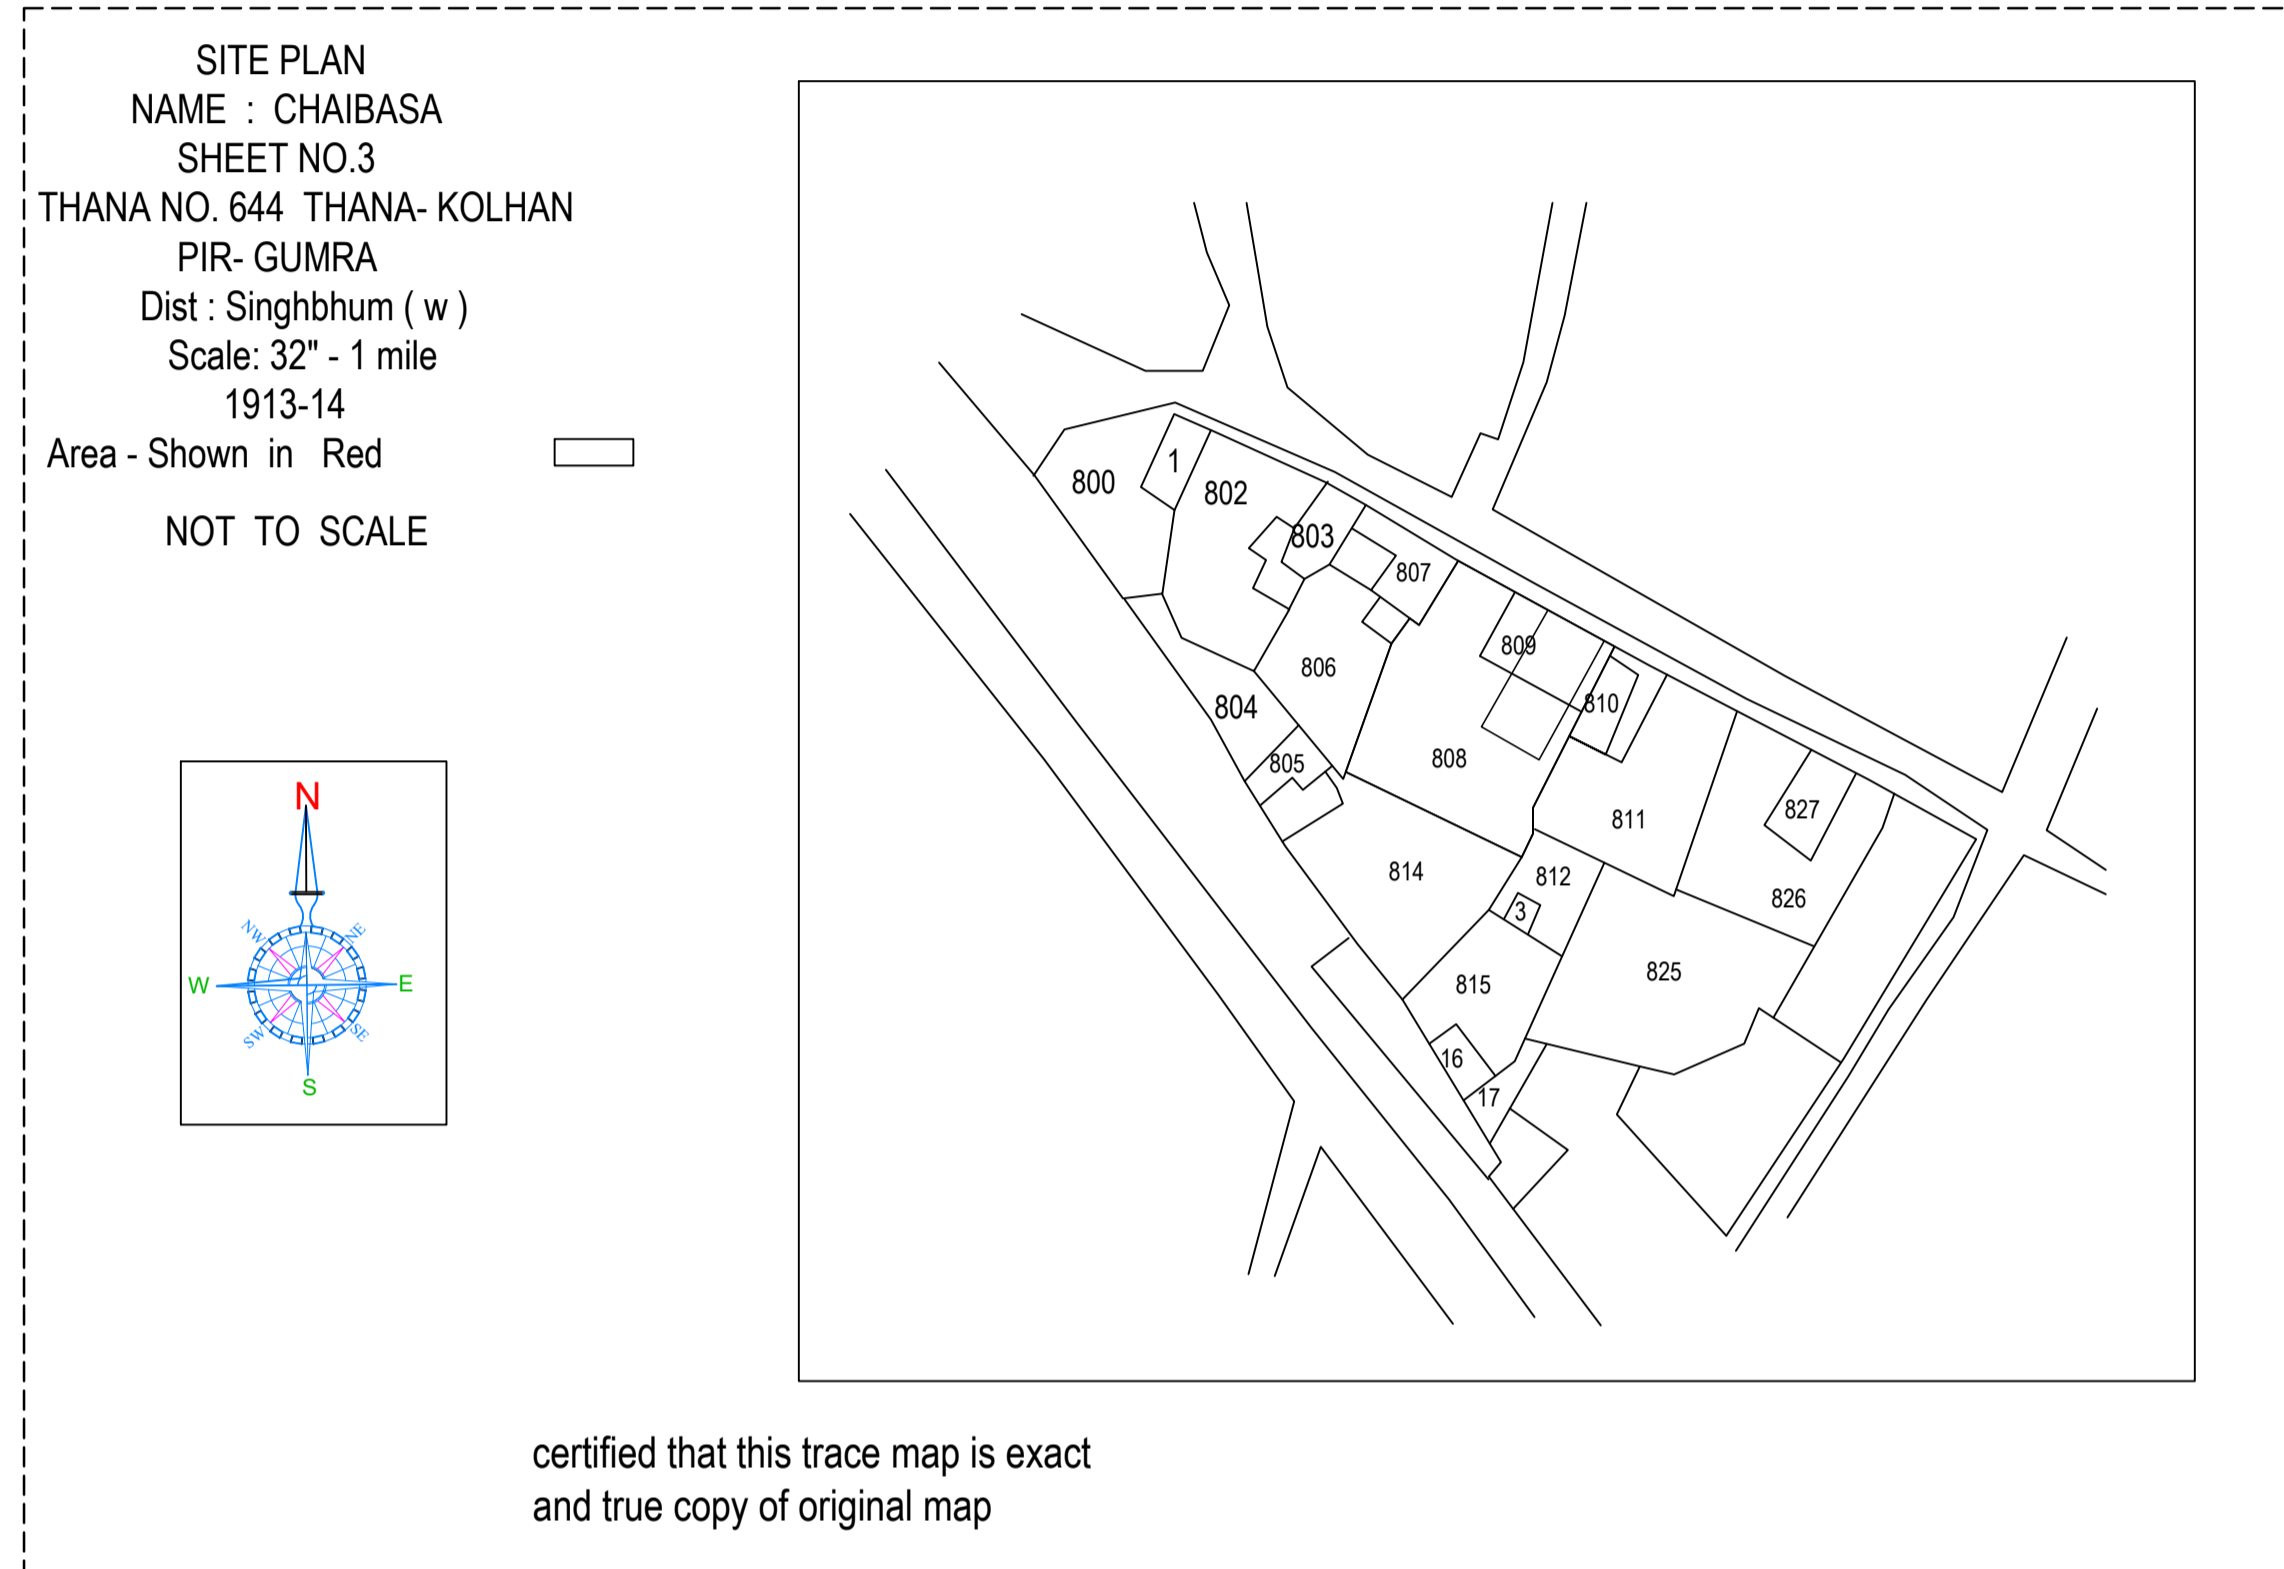 SITE PLAN
NAME : CHAIBASA
SHEET NO.3
THANA NO. 644 THANA- KOLHAN
PIR- GUMRA
Dist : Singhbhum ( w )
Scale: 32" - 1 mile
1913-14
Area - Shown in Red
NOT TO SCALE
N
NW
NE
W
E
SW
SE
S
800
1
802
803
807
809
806
810
804
805
808
811
827
814
812
826
3
815
825
16
17
certified that this trace map is exact
and true copy of original map